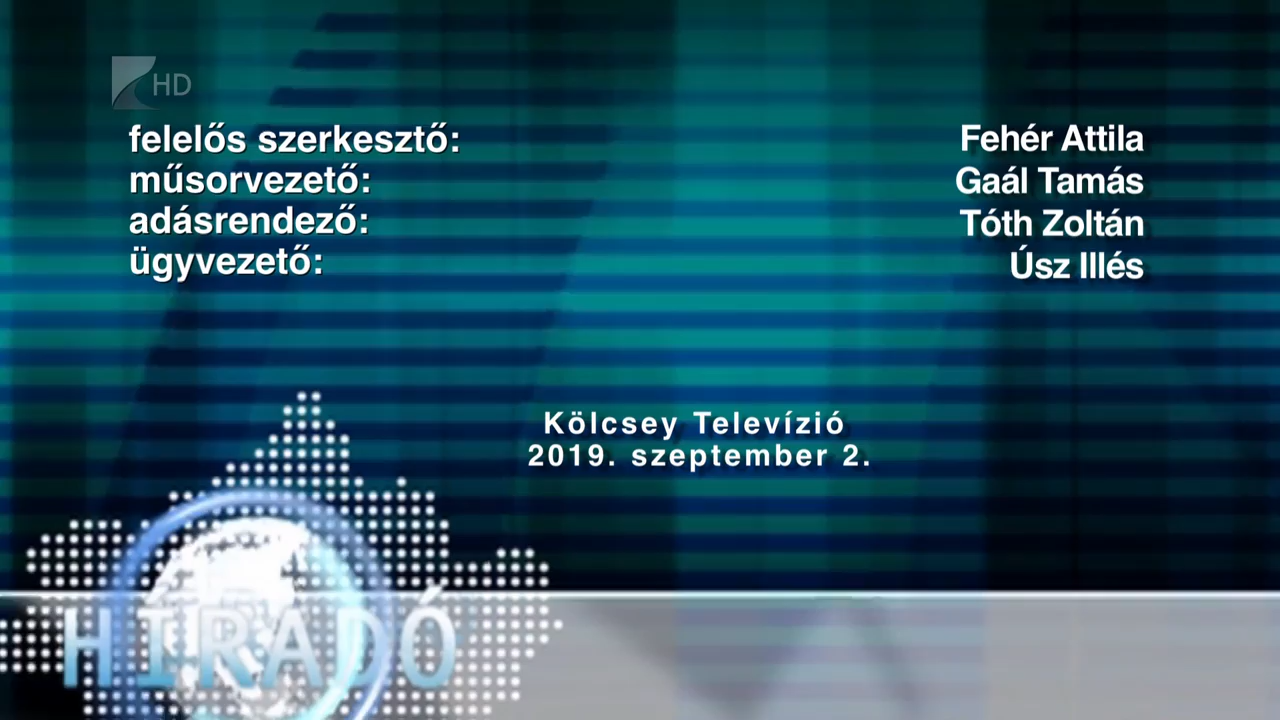 HD
felelős szerkesztő: Fehér Attila
műsorvezető: Gaál Tamás
adásrendező: Tóth Zoltán
ügyvezető: Úsz Illés
Kölcsey Televízió
2019. szeptember 2.
HIRADÓ